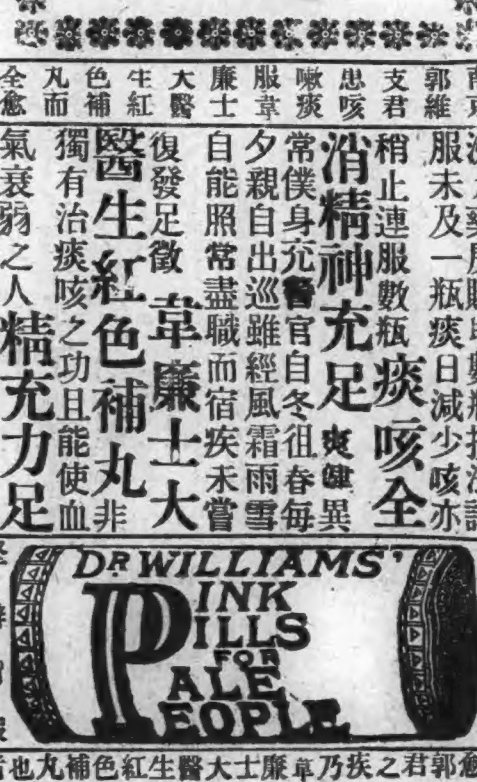 郭維
支君
患咳
嗽痰
服韋
廉士
大醫
生紅
色補
丸而
全愈
服未及一瓶痰日減少咳亦
稍止連服數瓶痰咳全
消精神充足爽健異
常僕身充警官自冬徂春每
夕親自出巡雖經風霜雨雪
自能照常盡職而宿疾未嘗
復發足徵韋廉士大
醫生紅色補丸非
獨有治痰咳之功且能使血
氣衰弱之人精充力足
DR WILLIAMS'
PINK
PILLS
FOR
PALE
PEOPLE
愈郭君之疾乃韋廉士大醫生紅色補丸也